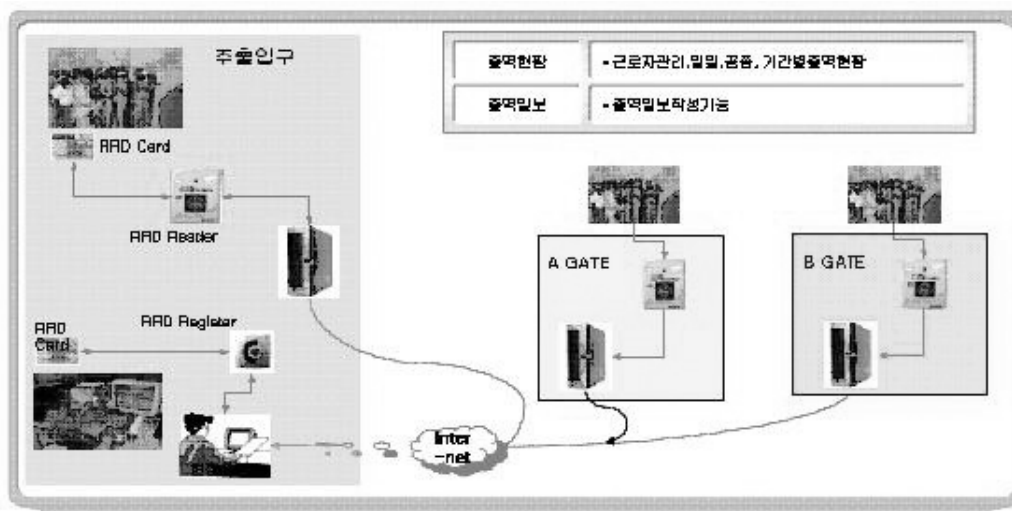 주출입구
출역현황
- 근로자관리,일일,공종, 기간별출역현황
출역일보
- 출역일보작성기능
RFID Card
RFID Reader
A GATE
B GATE
RFID Register
RFID
Card
Inter
-net